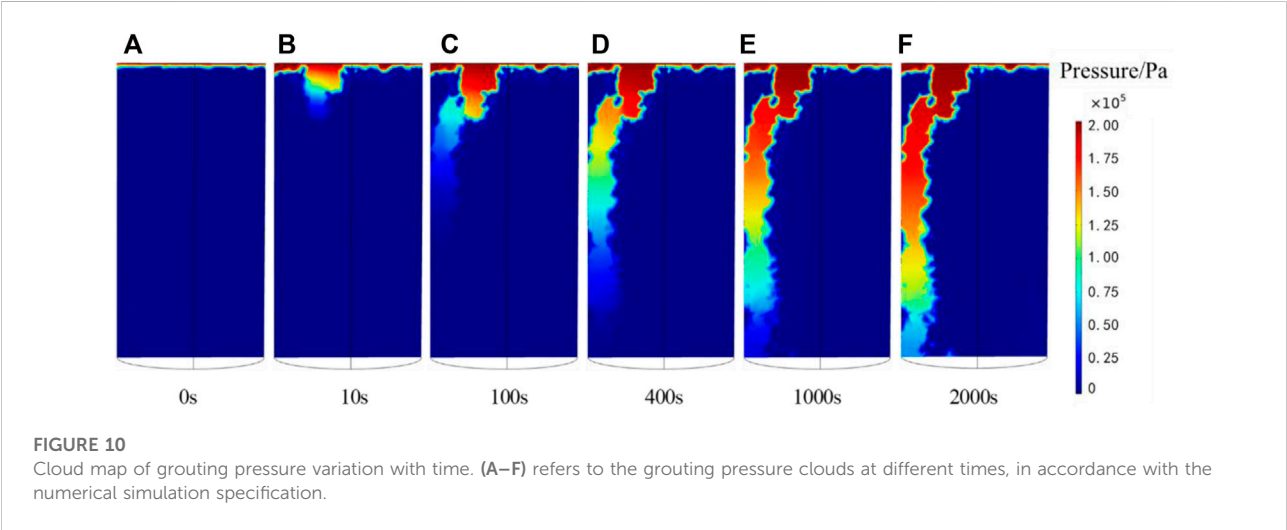 A B C D E F
Pressure/Pa
×10⁵
2.00
1.75
1.50
1.25
1.00
0.75
0.50
0.25
0
0s 10s 100s 400s 1000s 2000s
FIGURE 10
Cloud map of grouting pressure variation with time. (A–F) refers to the grouting pressure clouds at different times, in accordance with the
numerical simulation specification.